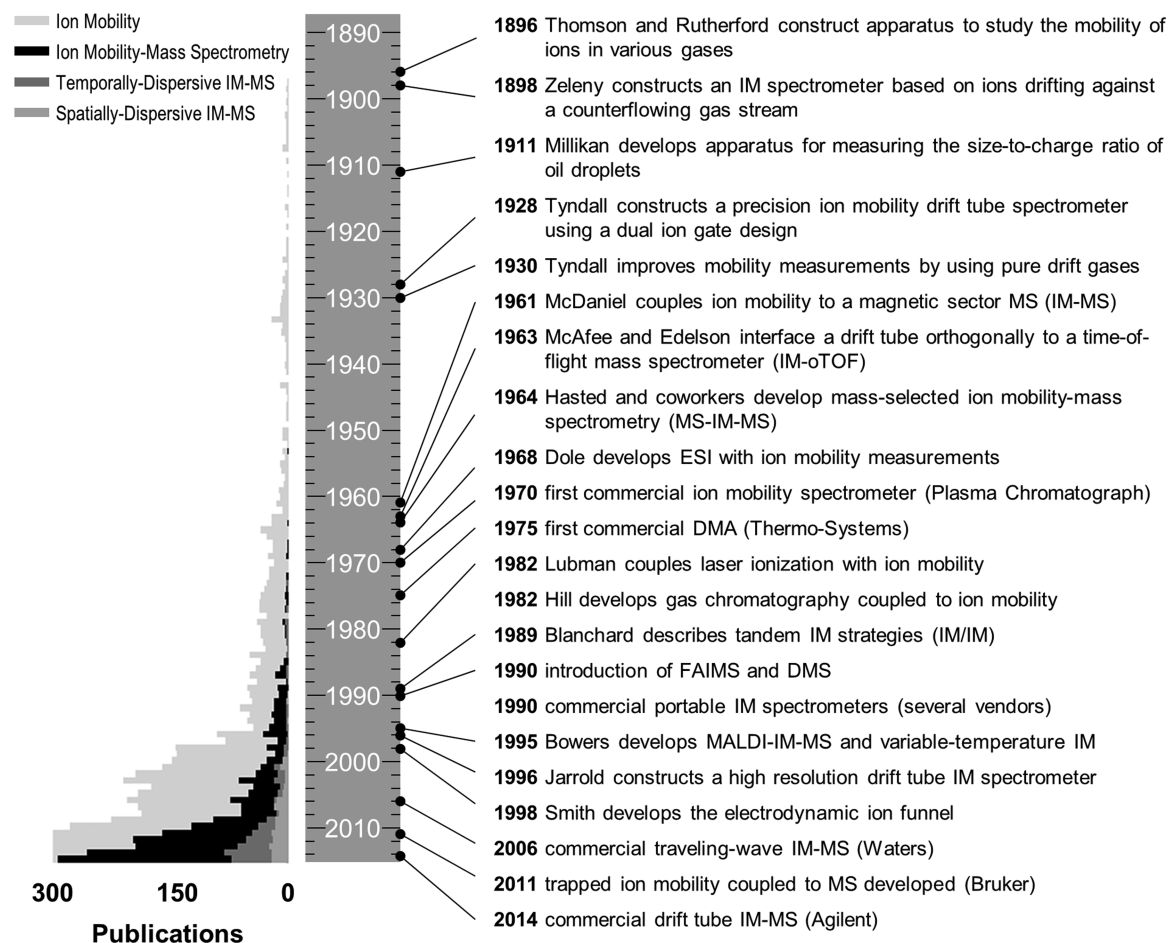 Ion Mobility
Ion Mobility-Mass Spectrometry
Temporally-Dispersive IM-MS
Spatially-Dispersive IM-MS
1890
1900
1910
1920
1930
1940
1950
1960
1970
1980
1990
2000
2010
300 150 0
Publications
1896 Thomson and Rutherford construct apparatus to study the mobility of
ions in various gases
1898 Zeleny constructs an IM spectrometer based on ions drifting against
a counterflowing gas stream
1911 Millikan develops apparatus for measuring the size-to-charge ratio of
oil droplets
1928 Tyndall constructs a precision ion mobility drift tube spectrometer
using a dual ion gate design
1930 Tyndall improves mobility measurements by using pure drift gases
1961 McDaniel couples ion mobility to a magnetic sector MS (IM-MS)
1963 McAfee and Edelson interface a drift tube orthogonally to a time-of-
flight mass spectrometer (IM-oTOF)
1964 Hasted and coworkers develop mass-selected ion mobility-mass
spectrometry (MS-IM-MS)
1968 Dole develops ESI with ion mobility measurements
1970 first commercial ion mobility spectrometer (Plasma Chromatograph)
1975 first commercial DMA (Thermo-Systems)
1982 Lubman couples laser ionization with ion mobility
1982 Hill develops gas chromatography coupled to ion mobility
1989 Blanchard describes tandem IM strategies (IM/IM)
1990 introduction of FAIMS and DMS
1990 commercial portable IM spectrometers (several vendors)
1995 Bowers develops MALDI-IM-MS and variable-temperature IM
1996 Jarrold constructs a high resolution drift tube IM spectrometer
1998 Smith develops the electrodynamic ion funnel
2006 commercial traveling-wave IM-MS (Waters)
2011 trapped ion mobility coupled to MS developed (Bruker)
2014 commercial drift tube IM-MS (Agilent)